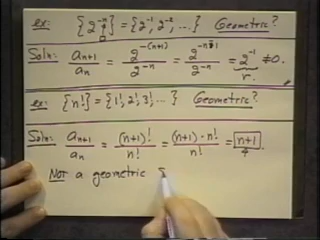 ex: {2^-n} = {2^-1, 2^-2, ...} Geometric?
Soln: a_n+1 / a_n = 2^-(n+1) / 2^-n = 2^-n-1 / 2^-n = 2^-1 ≠ 0.
r.
ex: {n!} = {1!, 2!, 3!, ...} Geometric?
Soln: a_n+1 / a_n = (n+1)! / n! = (n+1) · n! / n! = n+1.
Not a geometric